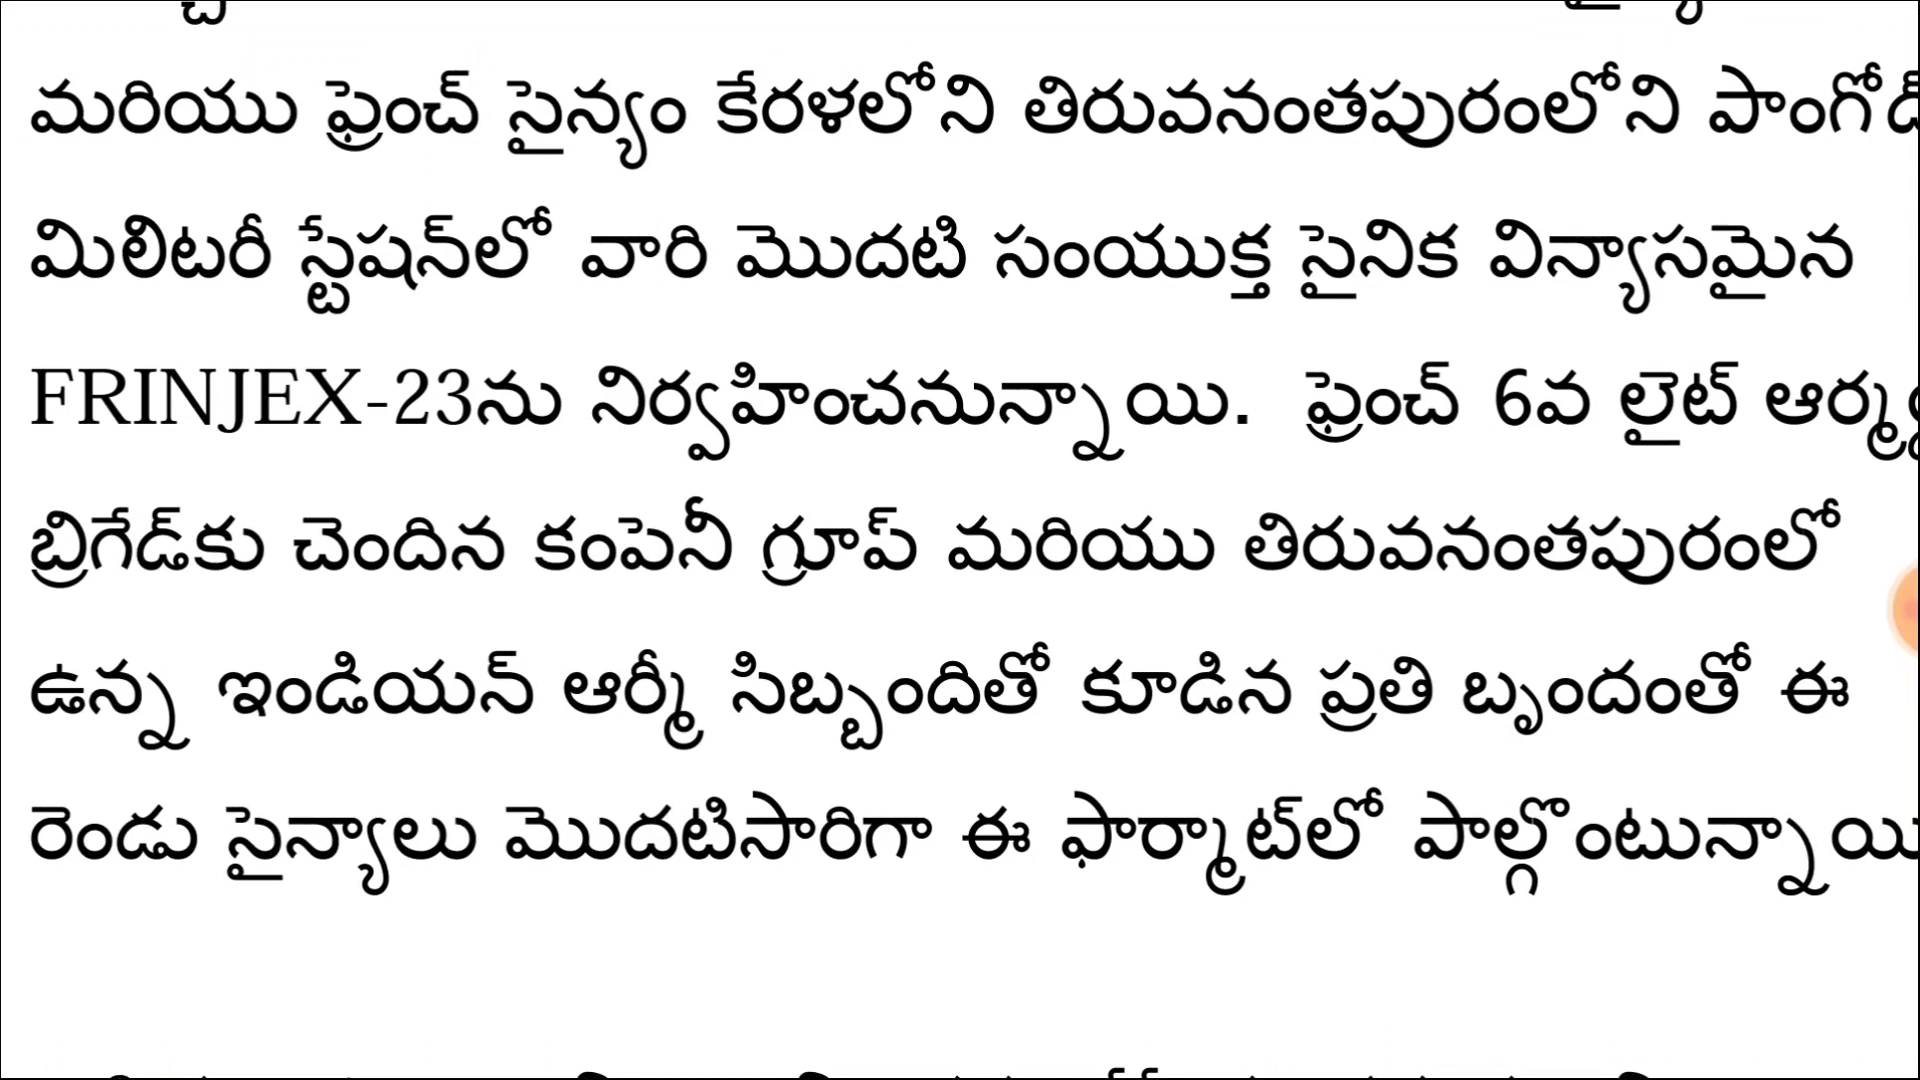 మరియు ఫ్రెంచ్ సైన్యం కేరళలోని తిరువనంతపురంలోని
మిలిటరీ స్టేషన్‌లో వారి మొదటి సంయుక్త సైనిక విన్యాసమైన
FRINJEX-23ను నిర్వహించనున్నాయి. ఫ్రెంచ్ 6వ లైట్
బ్రిగేడ్‌కు చెందిన కంపెనీ గ్రూప్ మరియు తిరువనంతపురంలో
ఉన్న ఇండియన్ ఆర్మీ సిబ్బందితో కూడిన ప్రతి బృందంతో ఈ
రెండు సైన్యాలు మొదటిసారిగా ఈ ఫార్మాట్‌లో పాల్గొంటున్నాయి